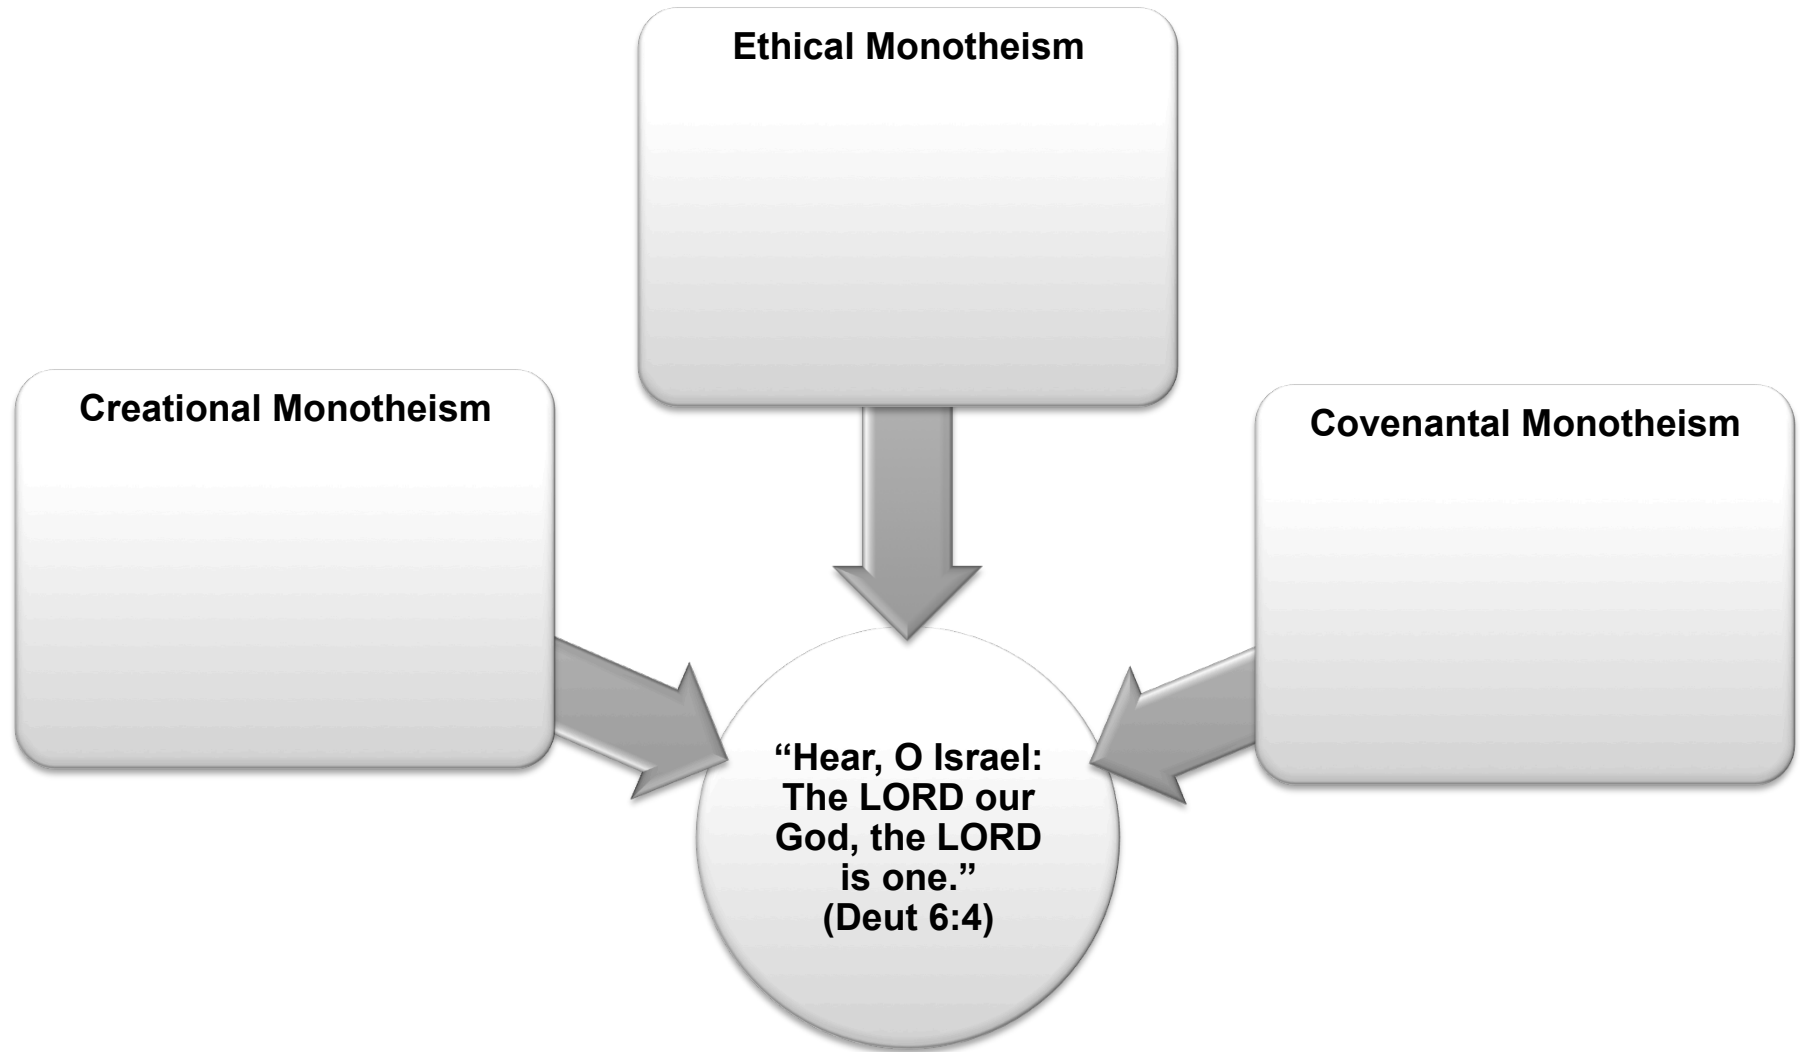 Ethical Monotheism
Creational Monotheism
Covenantal Monotheism
“Hear, O Israel:
The LORD our
God, the LORD
is one.”
(Deut 6:4)